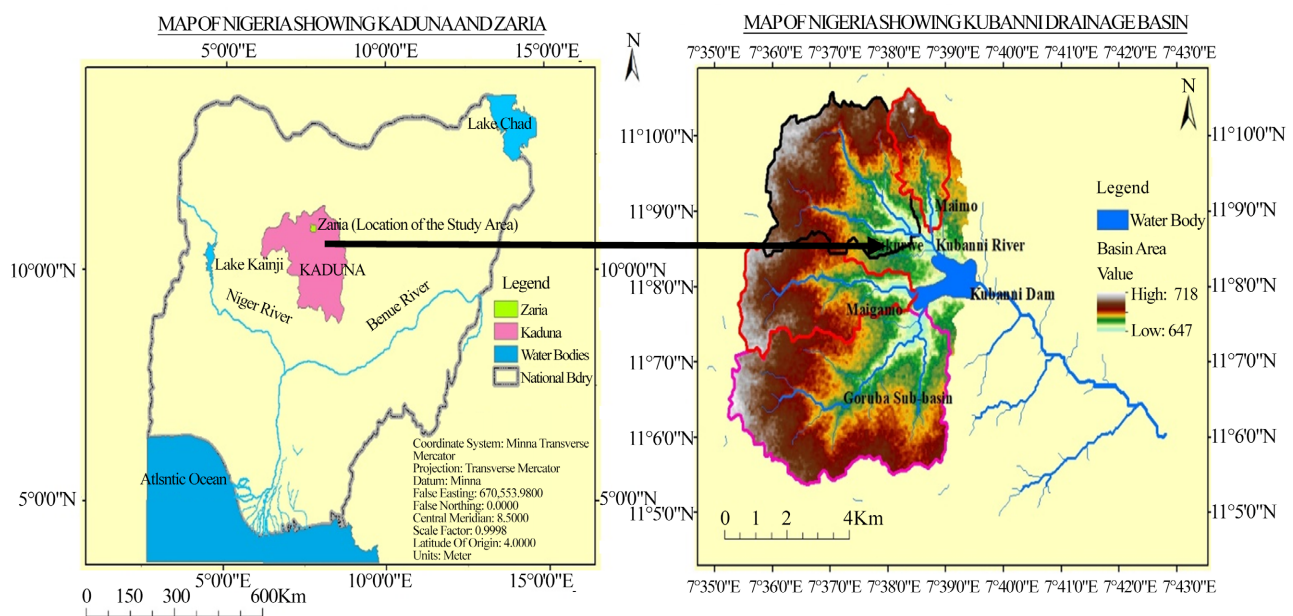 MAP OF NIGERIA SHOWING KADUNA AND ZARIA
5°0'0"E 10°0'0"E 15°0'0"E
N
Lake Chad
Zaria (Location of the Study Area)
10°0'0"N
Lake Kainji
KADUNA
10°0'0"N
Niger River
Benue River
Legend
Zaria
Kaduna
Water Bodies
National Bdry
Atlsntic Ocean
5°0'0"N
5°0'0"N
Coordinate System: Minna Transverse
Mercator
Projection: Transverse Mercator
Datum: Minna
False Easting: 670,553.9800
False Northing: 0.0000
Central Meridian: 8.5000
Scale Factor: 0.9998
Latitude Of Origin: 4.0000
Units: Meter
5°0'0"E 10°0'0"E 15°0'0"E
0 150 300 600Km
MAP OF NIGERIA SHOWING KUBANNI DRAINAGE BASIN
7°35'0"E 7°36'0"E 7°37'0"E 7°38'0"E 7°39'0"E 7°40'0"E 7°41'0"E 7°42'0"E 7°43'0"E
N
11°10'0"N 11°10'0"N
11°9'0"N 11°9'0"N
Maimo
Kubanni River
11°8'0"N 11°8'0"N
Kubanni Dam
Maigamo
11°70'0"N 11°70'0"N
Goruba Sub-basin
11°6'0"N 11°6'0"N
11°5'0"N 11°5'0"N
Legend
Water Body
Basin Area
Value
High: 718
Low: 647
0 1 2 4Km
7°35'0"E 7°36'0"E 7°37'0"E 7°38'0"E 7°39'0"E 7°40'0"E 7°41'0"E 7°42'0"E 7°43'0"E